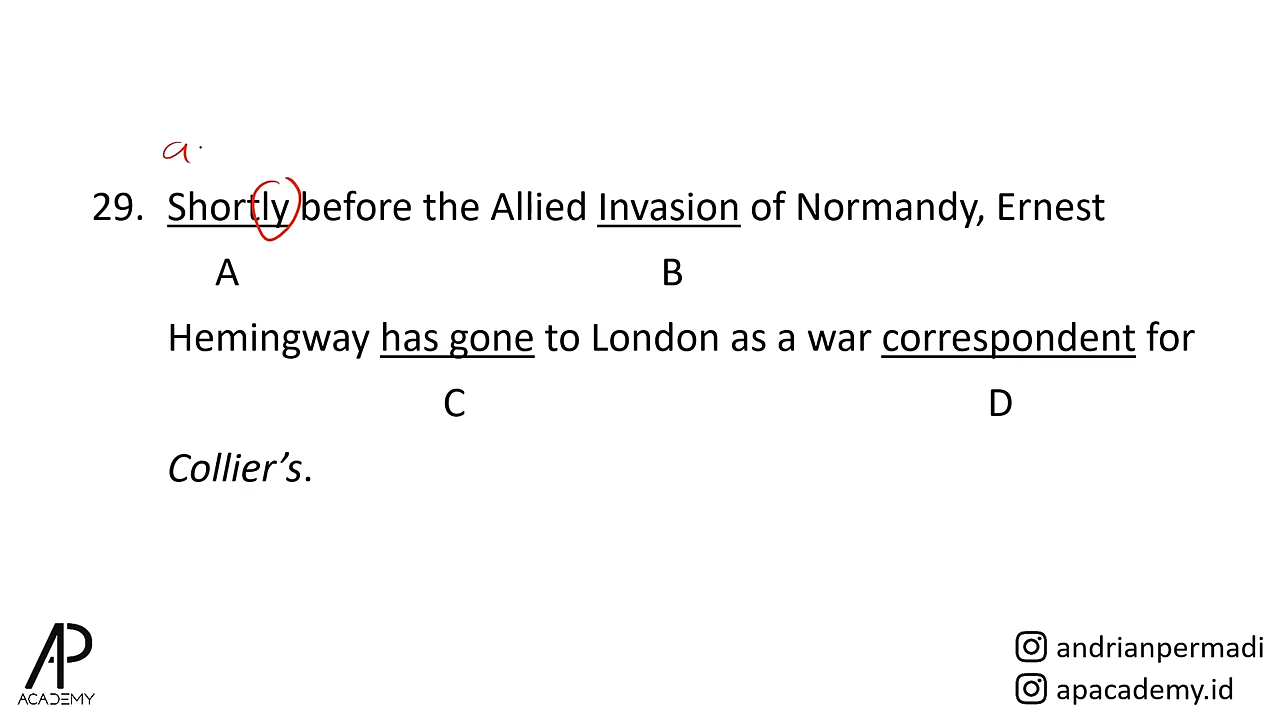 a.
29. Shortly before the Allied Invasion of Normandy, Ernest
A B
Hemingway has gone to London as a war correspondent for
C D
Collier’s.
AP
ACADEMY
andrianpermadi
apacademy.id